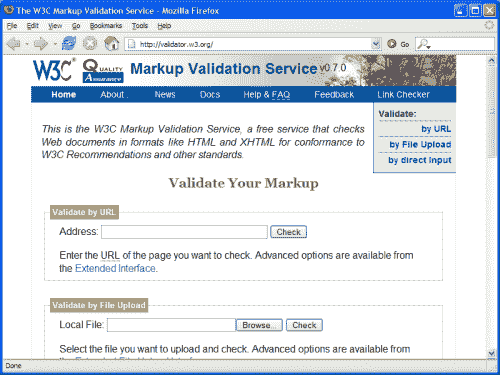 The W3C Markup Validation Service - Mozilla Firefox
File Edit View Go Bookmarks Tools Help
http://validator.w3.org/ Go
W3C QUALITY Markup Validation Service v0.7.0
Home About... News Docs Help & FAQ Feedback Link Checker
Validate:
by URL
by File Upload
by direct Input
This is the W3C Markup Validation Service, a free service that checks
Web documents in formats like HTML and XHTML for conformance to
W3C Recommendations and other standards.
Validate Your Markup
Validate by URL
Address: Check
Enter the URL of the page you want to check. Advanced options are available from
the Extended Interface.
Validate by File Upload
Local File: Browse... Check
Select the file you want to upload and check. Advanced options are available from
Done